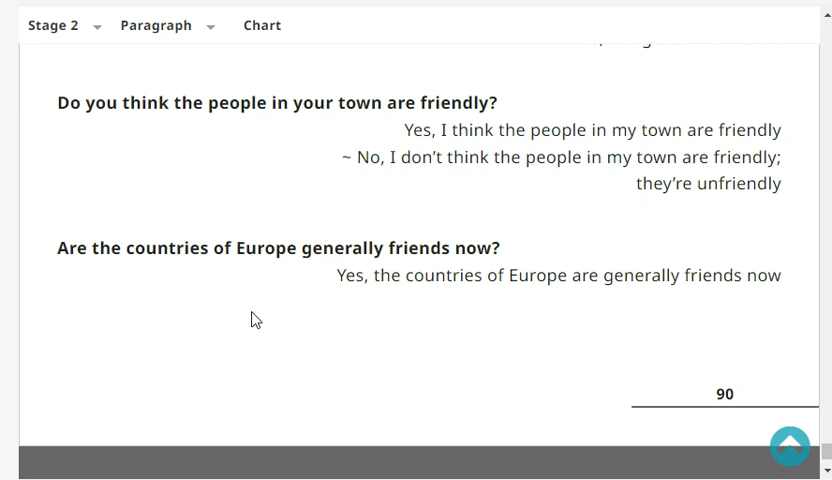 Stage 2 Paragraph Chart
Do you think the people in your town are friendly?
Yes, I think the people in my town are friendly
~ No, I don’t think the people in my town are friendly;
they’re unfriendly
Are the countries of Europe generally friends now?
Yes, the countries of Europe are generally friends now
90